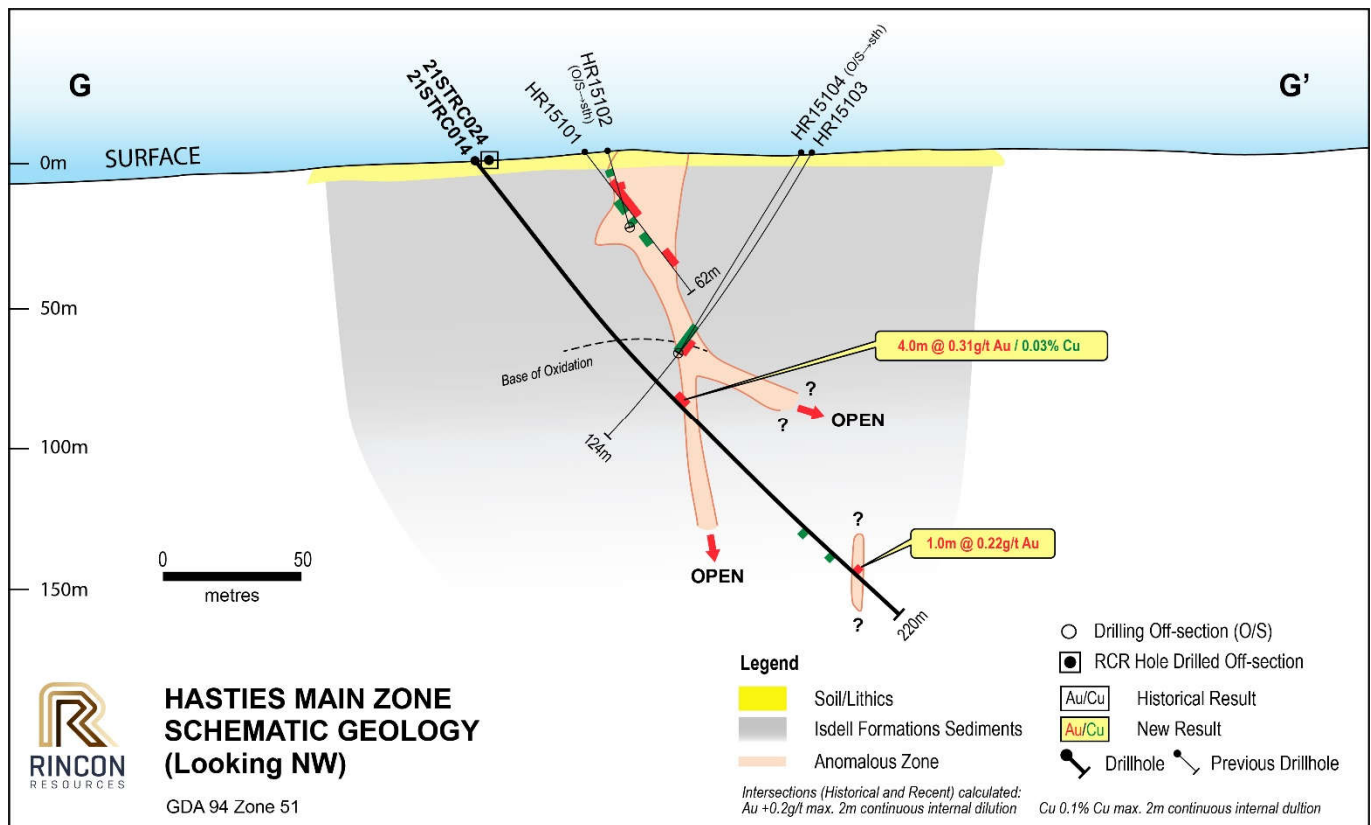 G
G'
21STRC024
21STRC014
HR15101
HR15102
(O/S→sth)
HR15104 (O/S→sth)
HR15103
0m
SURFACE
62m
50m
Base of Oxidation
4.0m @ 0.31g/t Au / 0.03% Cu
?
?
OPEN
124m
100m
?
1.0m @ 0.22g/t Au
OPEN
0 50
metres
150m
?
220m
RINCON
RESOURCES
HASTIES MAIN ZONE
SCHEMATIC GEOLOGY
(Looking NW)
GDA 94 Zone 51
Legend
Soil/Lithics
Isdell Formations Sediments
Anomalous Zone
Drilling Off-section (O/S)
RCR Hole Drilled Off-section
Au/Cu Historical Result
Au/Cu New Result
Drillhole Previous Drillhole
Intersections (Historical and Recent) calculated:
Au +0.2g/t max. 2m continuous internal dilution Cu 0.1% Cu max. 2m continuous internal dultion